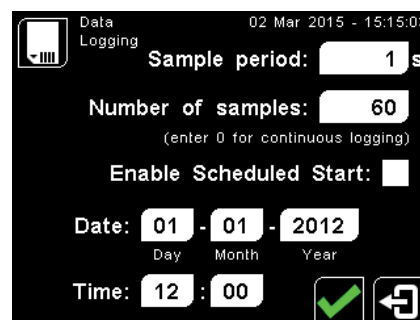 Data 02 Mar 2015 - 15:15:03
Logging
Sample period: 1 s
Number of samples: 60
(enter 0 for continuous logging)
Enable Scheduled Start:
Date: 01 - 01 - 2012
Day Month Year
Time: 12 : 00